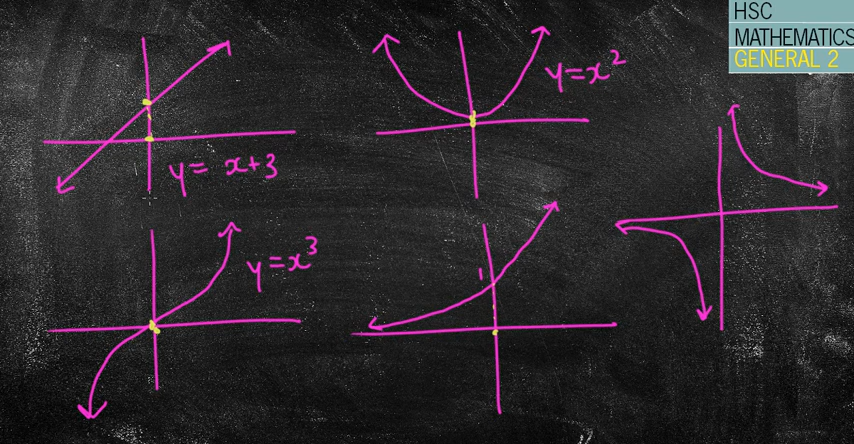 HSC
MATHEMATICS
GENERAL 2
y = x+3
y=x²
y=x³
1